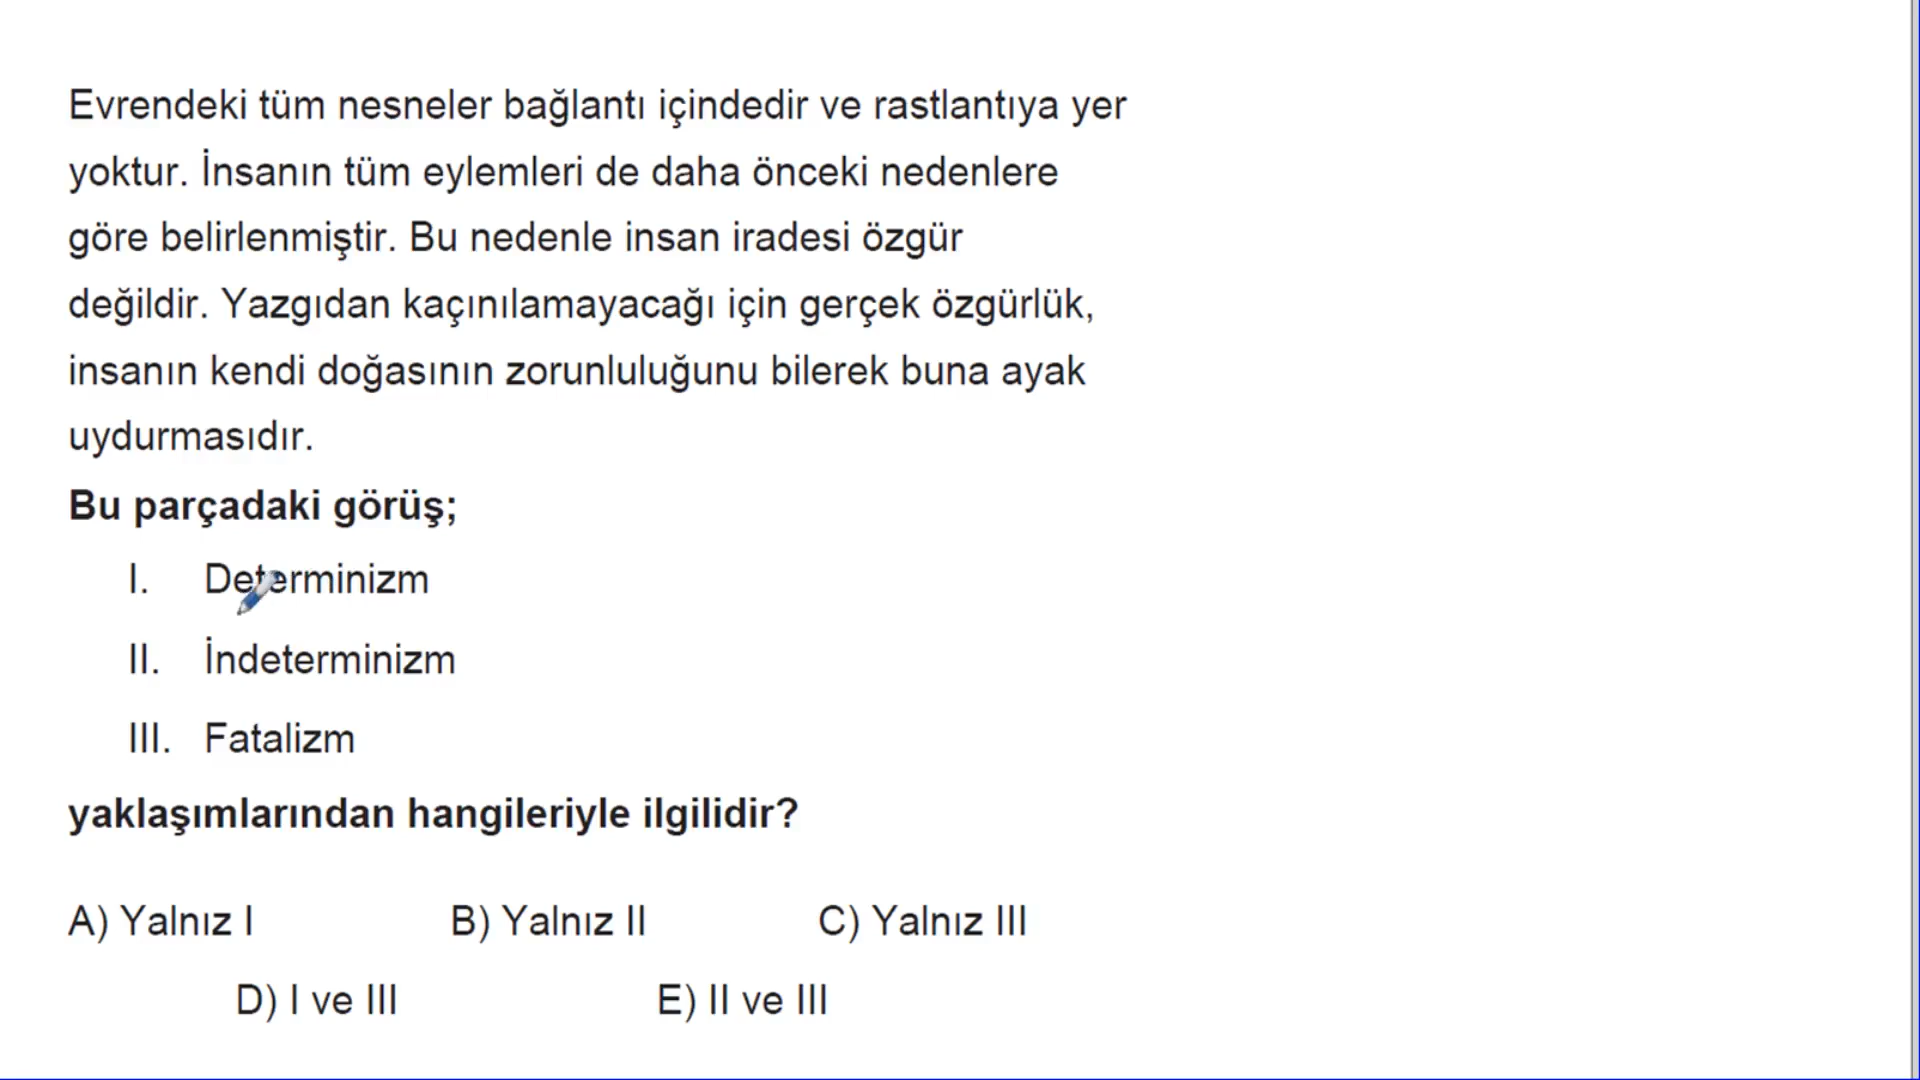 Evrendeki tüm nesneler bağlantı içindedir ve rastlantıya yer
yoktur. İnsanın tüm eylemleri de daha önceki nedenlere
göre belirlenmiştir. Bu nedenle insan iradesi özgür
değildir. Yazgıdan kaçınılamayacağı için gerçek özgürlük,
insanın kendi doğasının zorunluluğunu bilerek buna ayak
uydurmasıdır.
Bu parçadaki görüş;
I. Determinizm
II. İndeterminizm
III. Fatalizm
yaklaşımlarından hangileriyle ilgilidir?
A) Yalnız I B) Yalnız II C) Yalnız III
D) I ve III E) II ve III